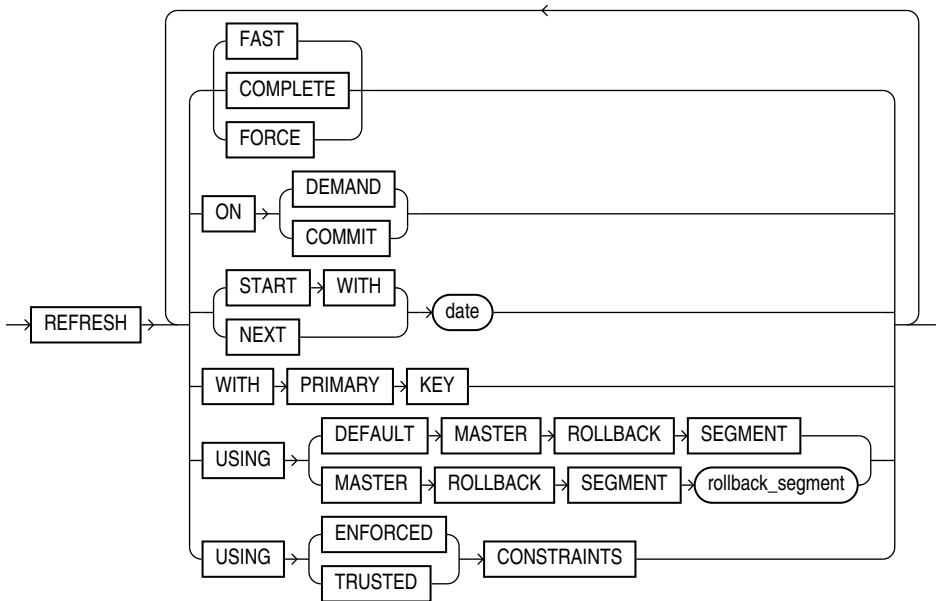 FAST
COMPLETE
FORCE
ON DEMAND
COMMIT
START WITH
date
REFRESH NEXT
WITH PRIMARY KEY
DEFAULT MASTER ROLLBACK SEGMENT
USING
MASTER ROLLBACK SEGMENT rollback_segment
ENFORCED
USING CONSTRAINTS
TRUSTED